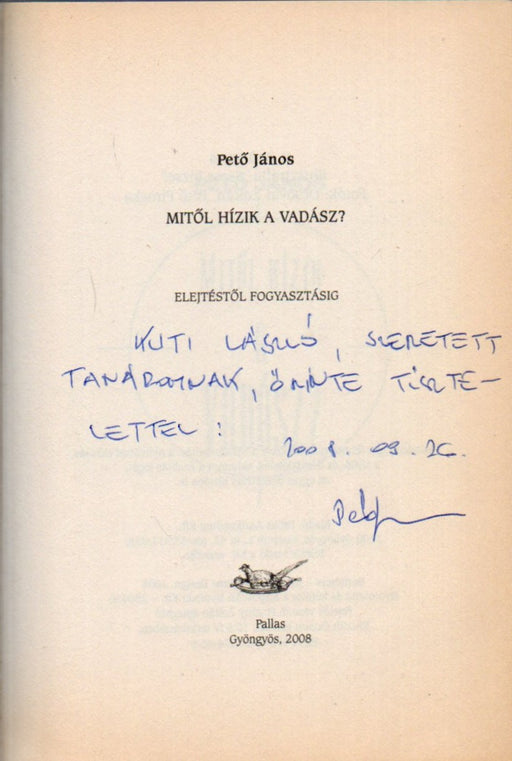 Pető János
MITŐL HÍZIK A VADÁSZ?
ELEJTÉSTŐL FOGYASZTÁSIG
KUTI LÁSZLÓ, SZERETETT
TANÁROMNAK, ŐSZINTE TISZTE-
LETTEL:
2008. 09. 26.
Pallas
Gyöngyös, 2008